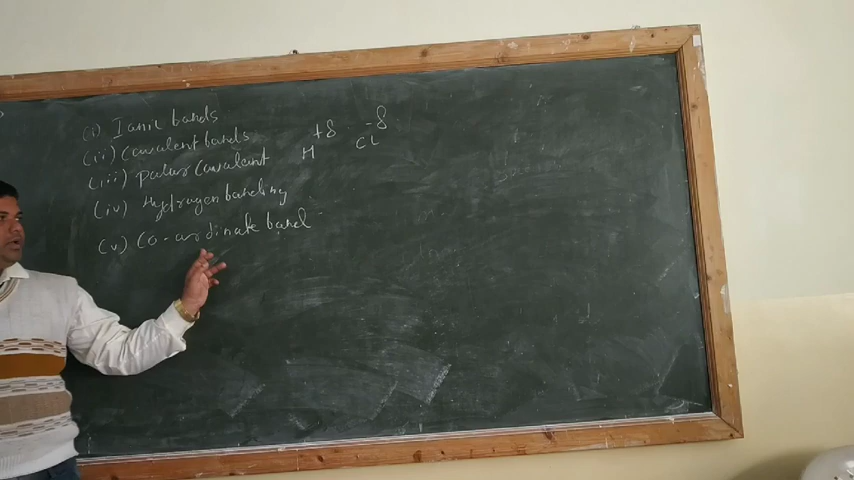 (i) Ionic bonds
(ii) Covalent bonds
(iii) polar Covalent
+δ -δ
H Cl
(iv) Hydrogen bonding
(v) Co-ordinate bond